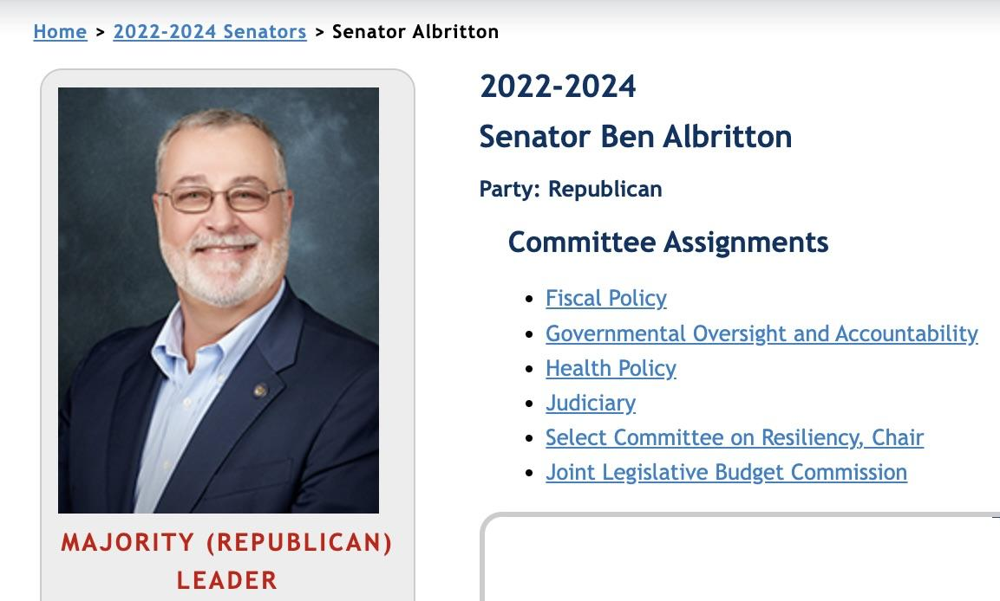 Home > 2022-2024 Senators > Senator Albritton
2022-2024
Senator Ben Albritton
Party: Republican
Committee Assignments
• Fiscal Policy
• Governmental Oversight and Accountability
• Health Policy
• Judiciary
• Select Committee on Resiliency, Chair
• Joint Legislative Budget Commission
MAJORITY (REPUBLICAN)
LEADER